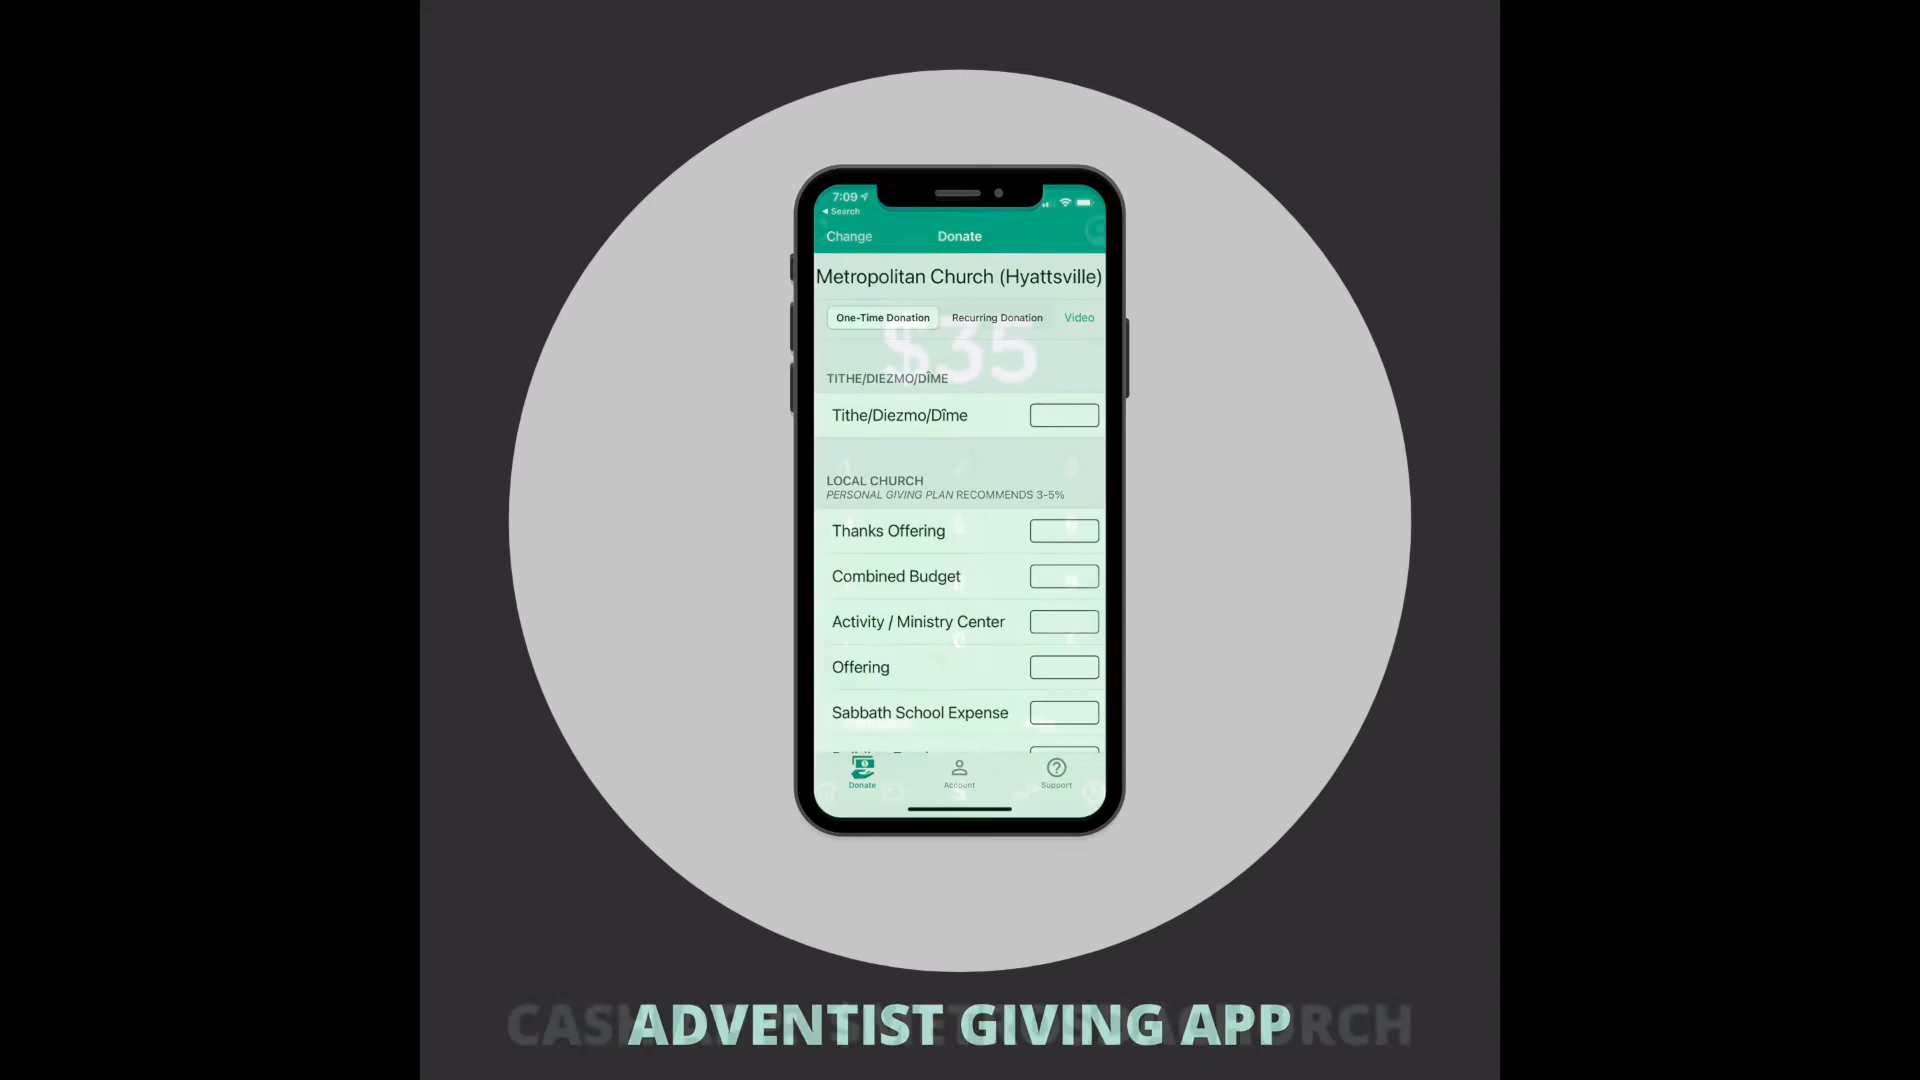 7:09
Search
Change Donate
Metropolitan Church (Hyattsville)
One-Time Donation Recurring Donation Video
$35
TITHE/DIEZMO/DÎME
Tithe/Diezmo/Dîme
LOCAL CHURCH
PERSONAL GIVING PLAN RECOMMENDS 3-5%
Thanks Offering
Combined Budget
Activity / Ministry Center
Offering
Sabbath School Expense
Donate Account Support
ADVENTIST GIVING APP